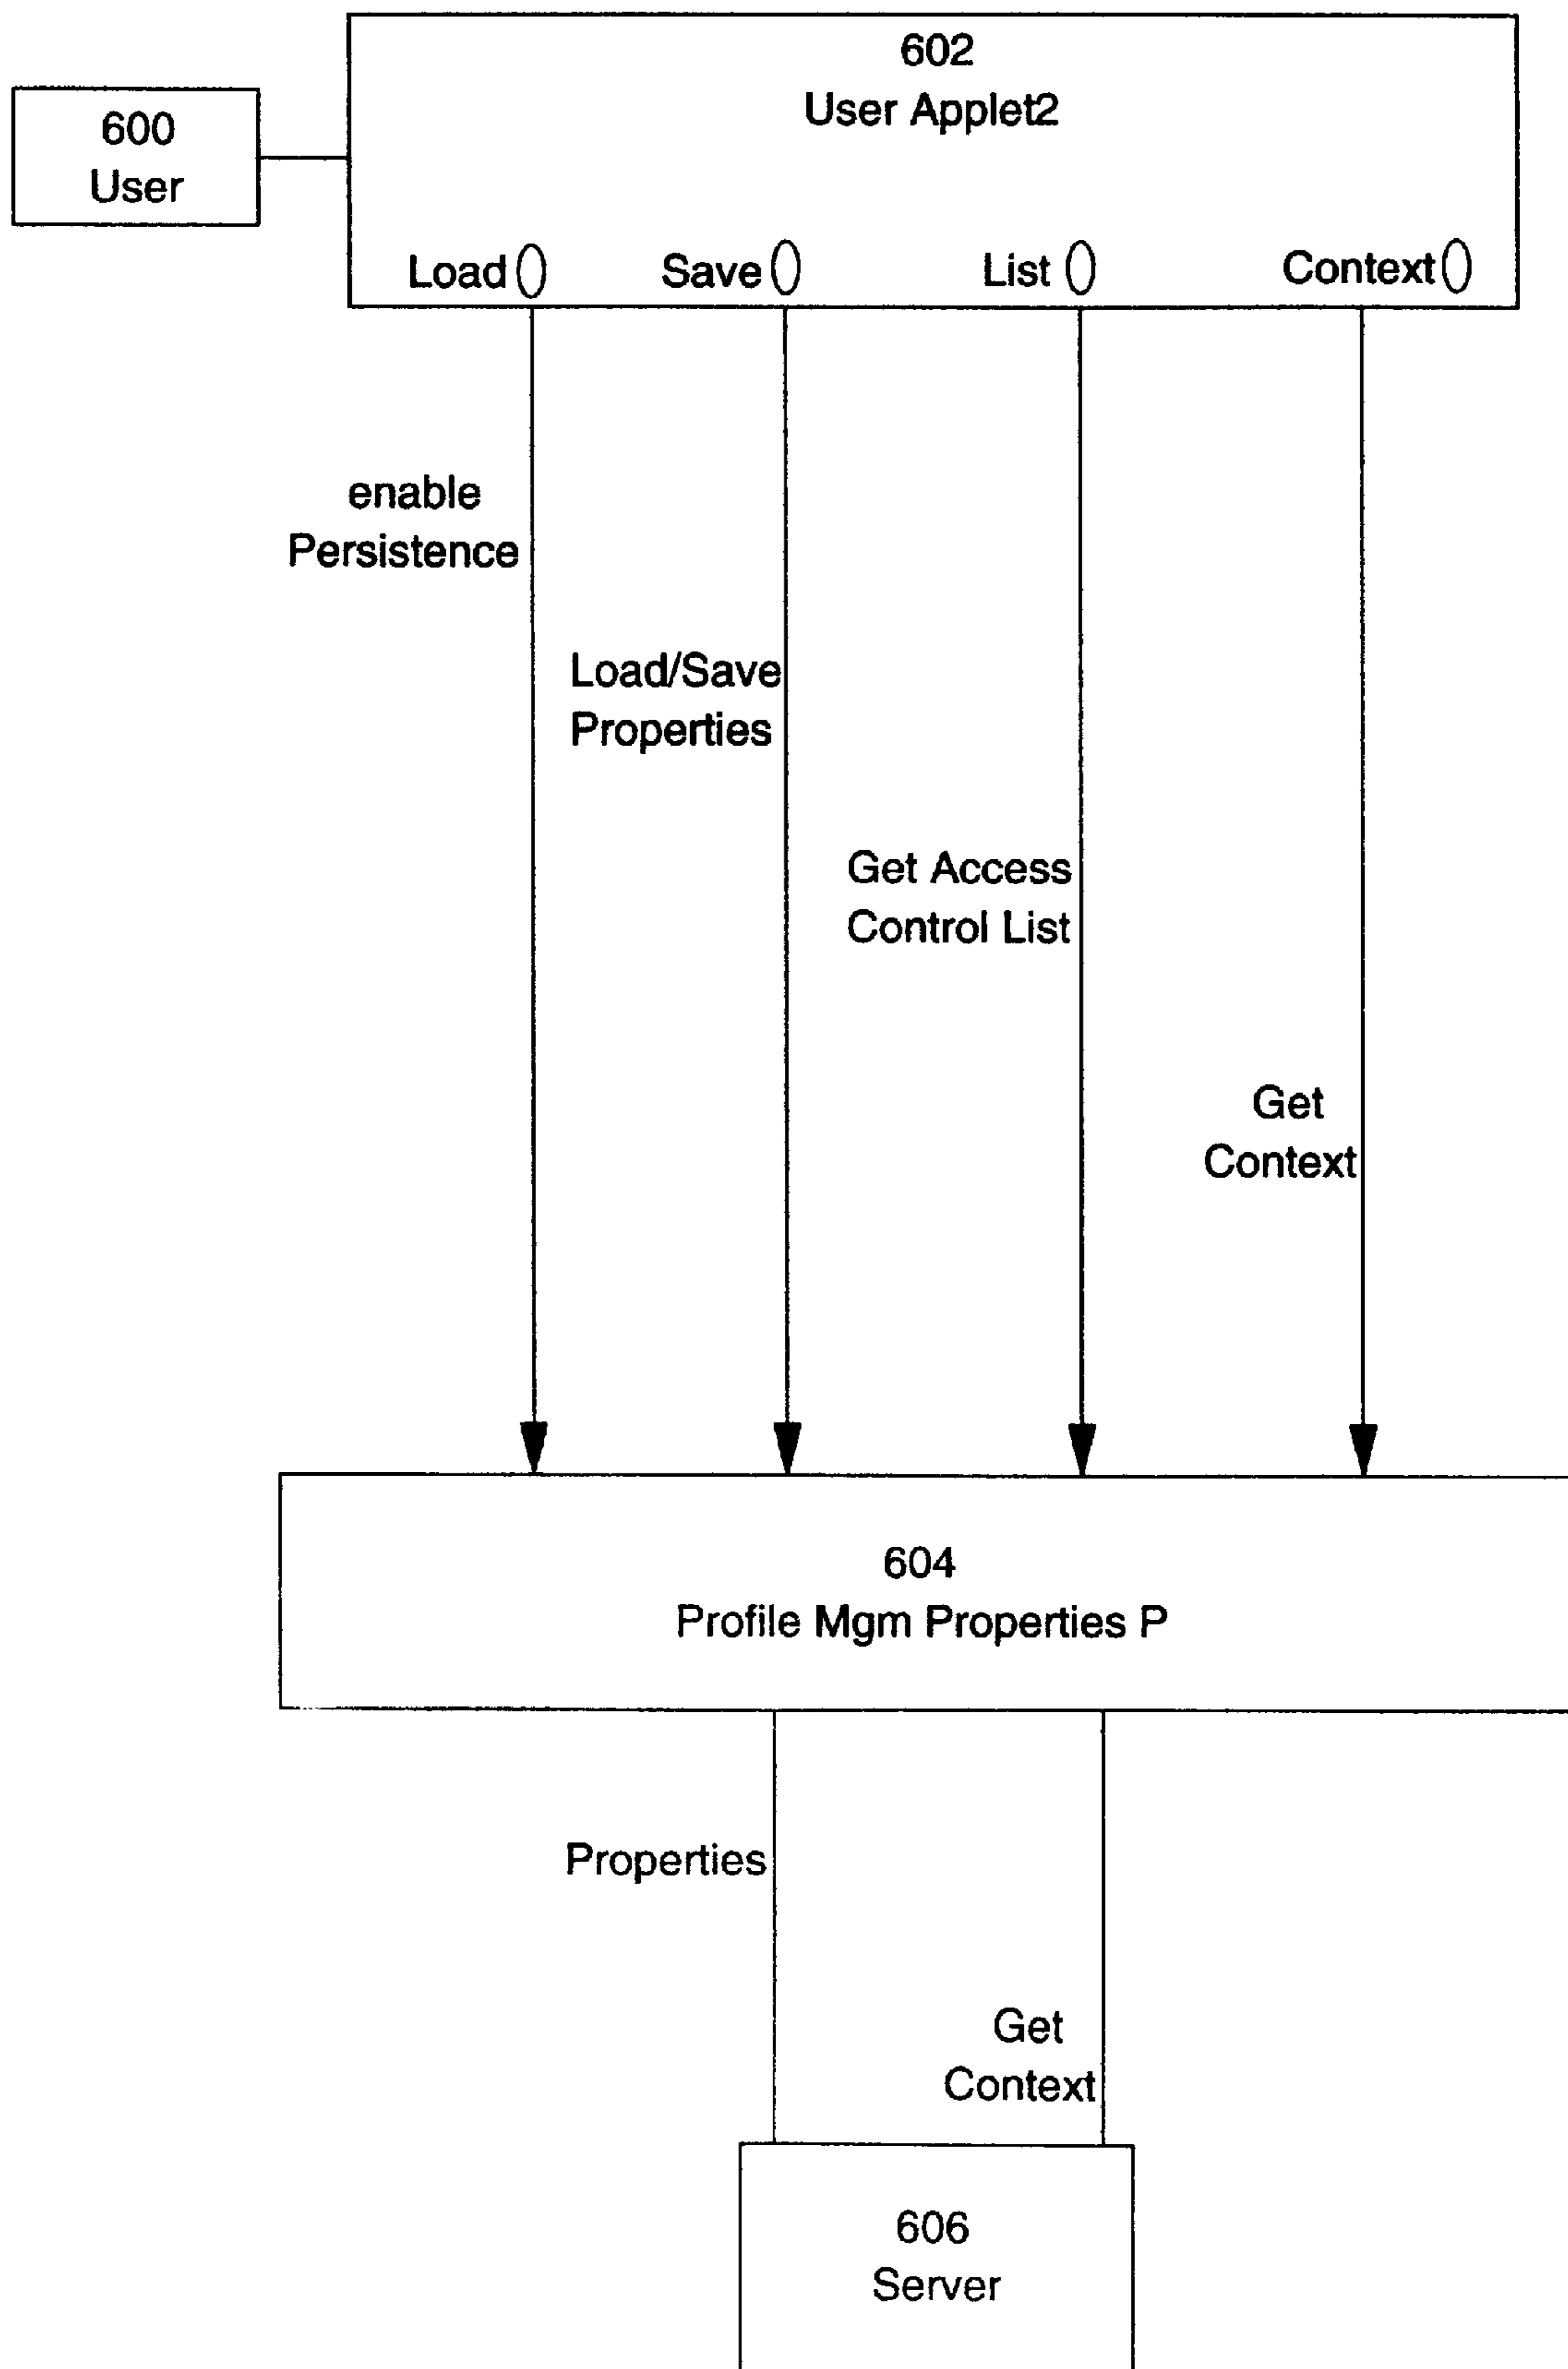 602
User Applet2
600
User
Load
Save
List
Context
enable
Persistence
Load/Save
Properties
Get Access
Control List
Get
Context
604
Profile Mgm Properties P
Properties
Get
Context
606
Server